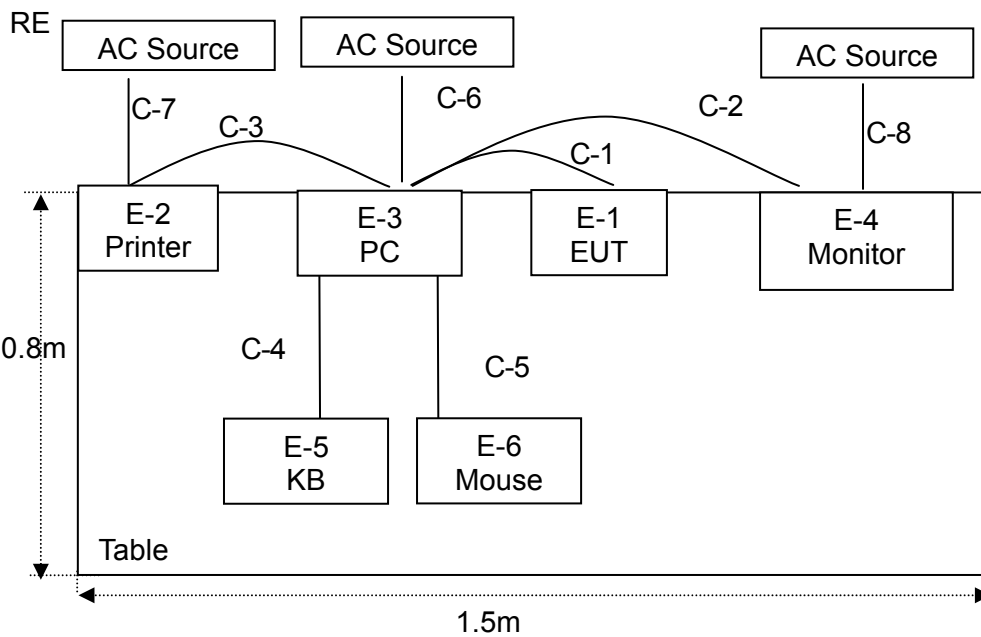 RE
AC Source
AC Source
AC Source
C-7
C-6
C-2
C-3
C-1
C-8
E-2
Printer
E-3
PC
E-1
EUT
E-4
Monitor
0.8m
C-4
C-5
E-5
KB
E-6
Mouse
Table
1.5m